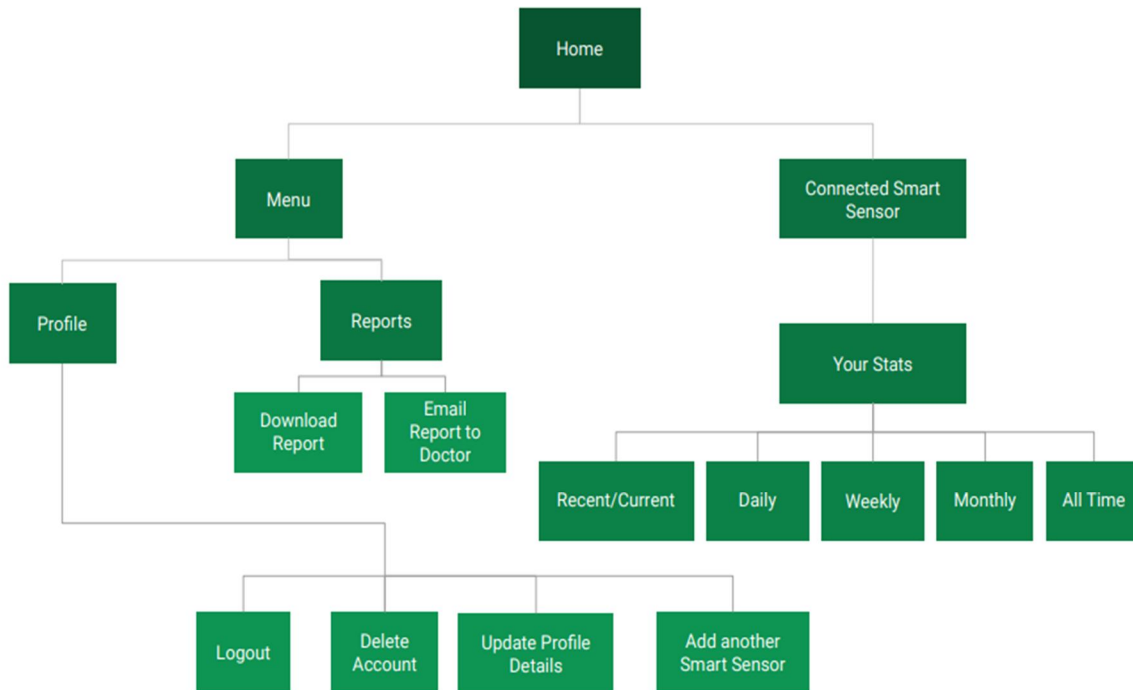 Home
Menu
Connected Smart
Sensor
Profile
Reports
Your Stats
Download
Report
Email
Report to
Doctor
Recent/Current
Daily
Weekly
Monthly
All Time
Logout
Delete
Account
Update Profile
Details
Add another
Smart Sensor